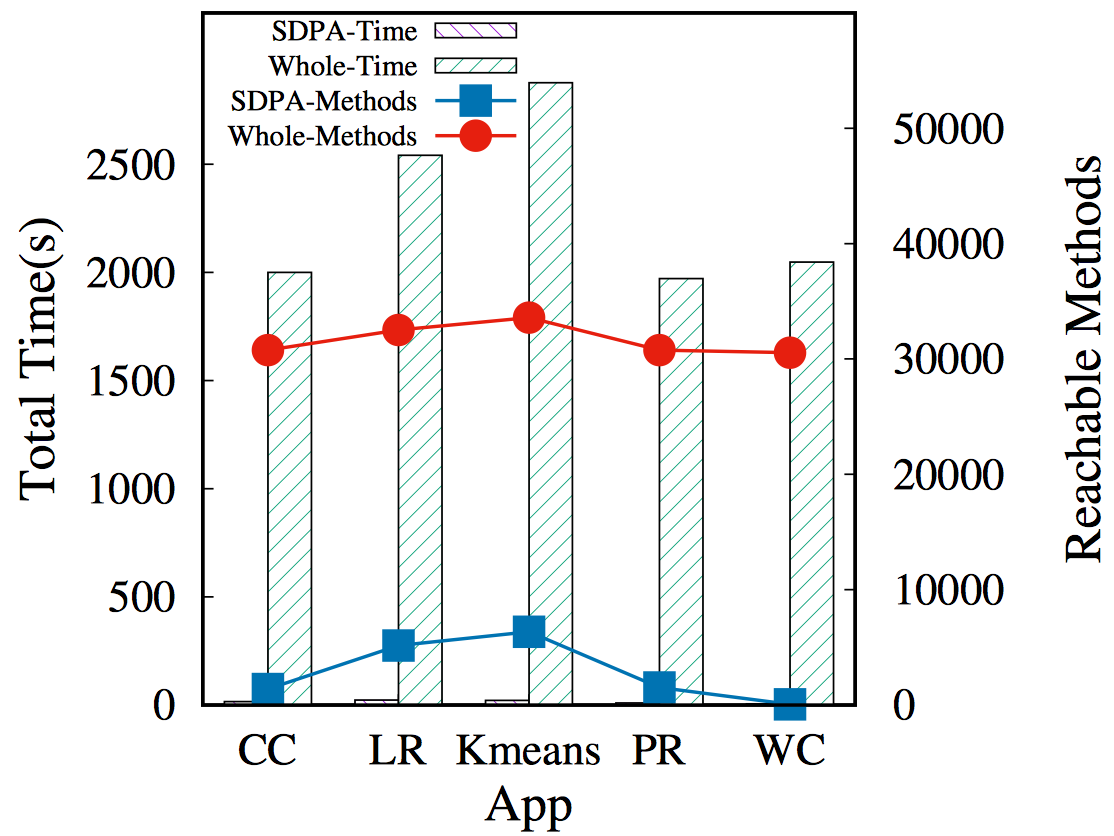 SDPA-Time
Whole-Time
SDPA-Methods
Whole-Methods
2500
2000
1500
1000
500
0
Total Time(s)
50000
40000
30000
20000
10000
0
Reachable Methods
CC LR Kmeans PR WC
App